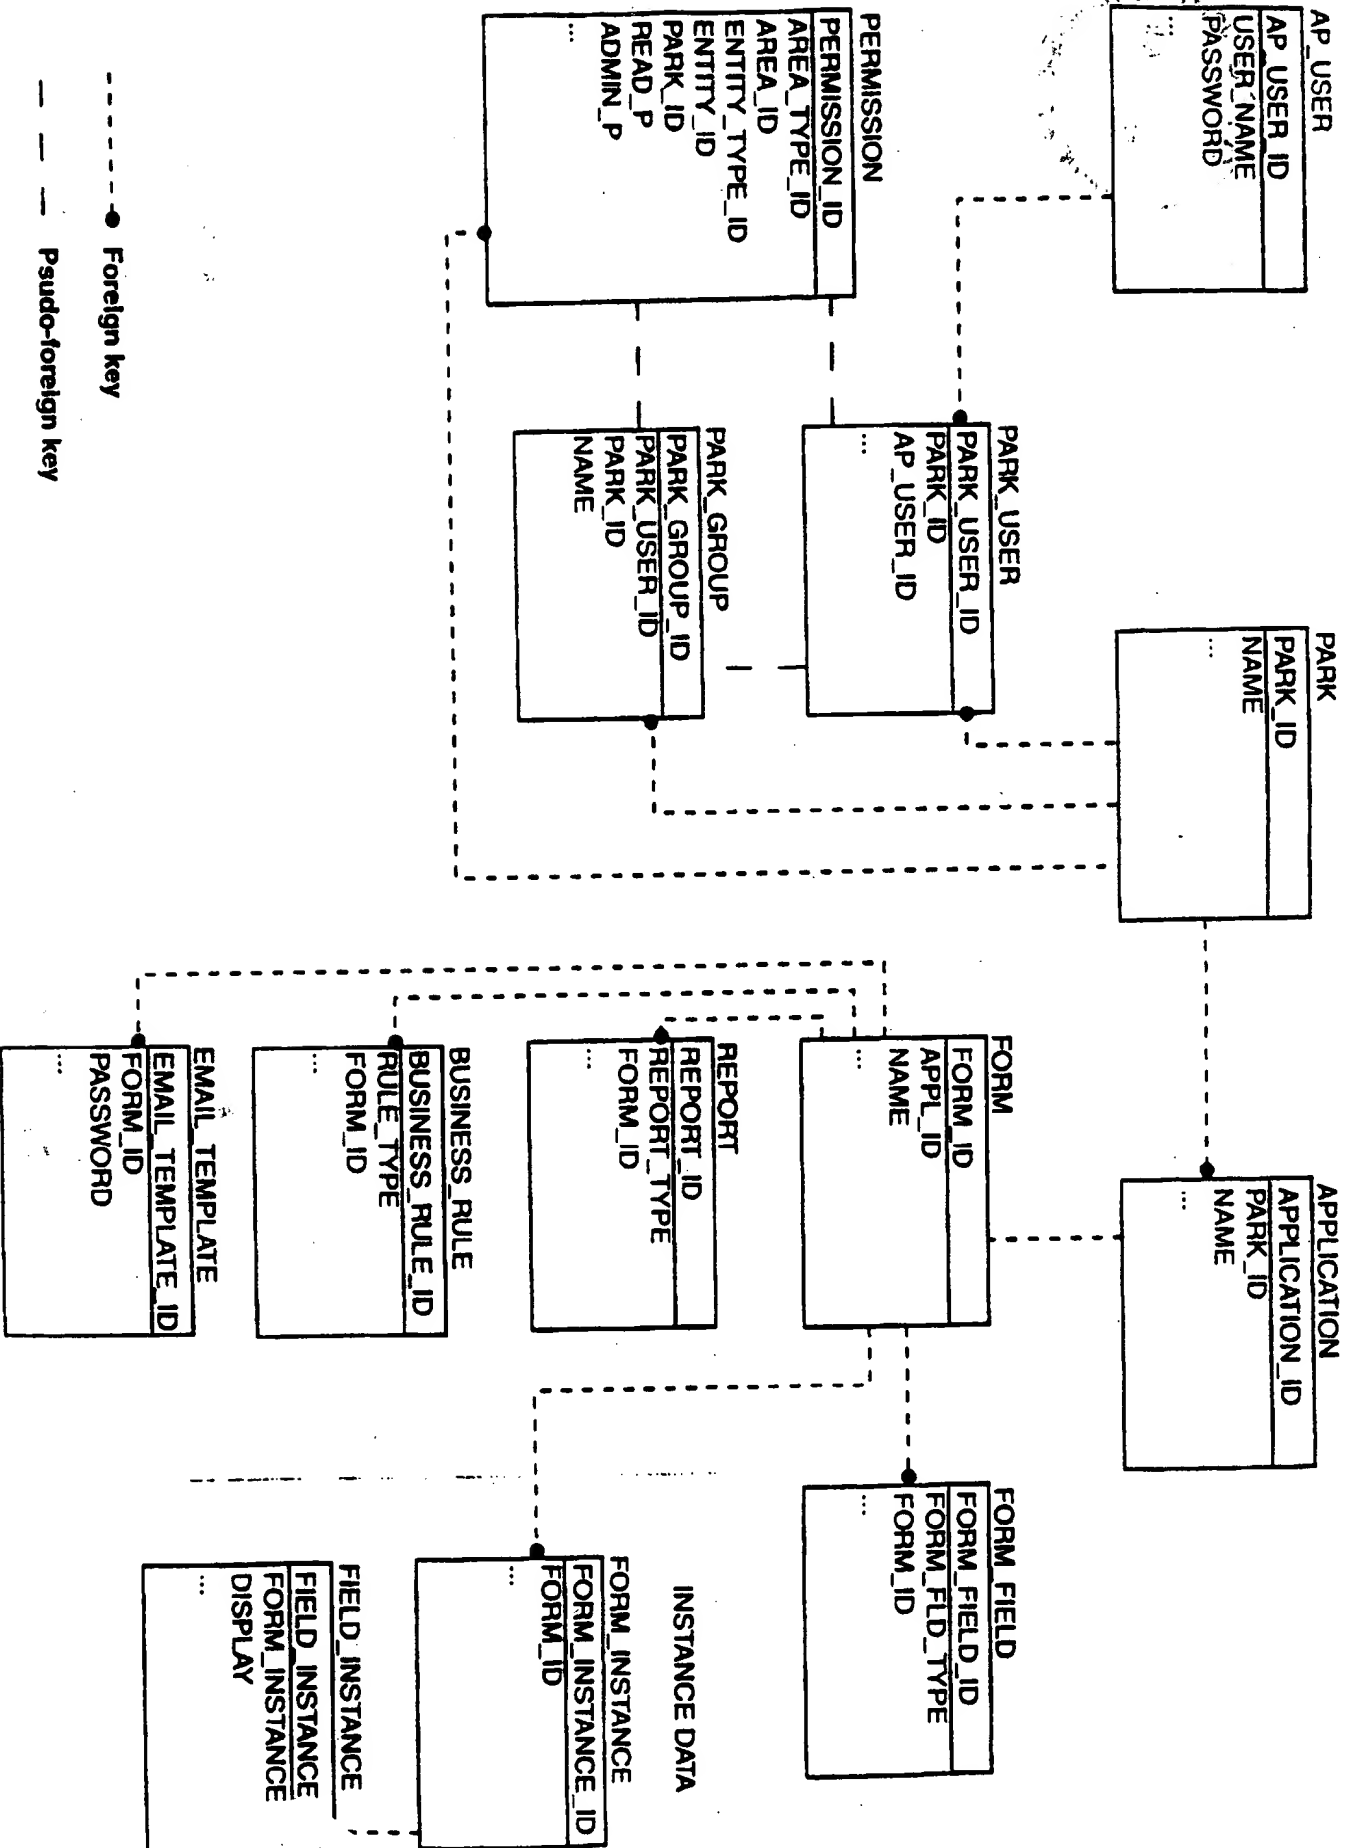 AP_USER
AP_USER_ID
USER_NAME
PASSWORD
...
PARK
PARK_ID
NAME
...
APPLICATION
APPLICATION_ID
PARK_ID
NAME
...
PERMISSION
PERMISSION_ID
AREA_TYPE_ID
AREA_ID
ENTITY_TYPE_ID
ENTITY_ID
PARK_ID
READ_P
ADMIN_P
...
PARK_USER
PARK_USER_ID
PARK_ID
AP_USER_ID
...
PARK_GROUP
PARK_GROUP_ID
PARK_USER_ID
PARK_ID
NAME
FORM
FORM_ID
APPL_ID
NAME
...
FORM_FIELD
FORM_FIELD_ID
FORM_FLD_TYPE
FORM_ID
...
REPORT
REPORT_ID
REPORT_TYPE
FORM_ID
...
INSTANCE DATA
FORM_INSTANCE
FORM_INSTANCE_ID
FORM_ID
...
BUSINESS_RULE
BUSINESS_RULE_ID
RULE_TYPE
FORM_ID
...
FIELD_INSTANCE
FIELD_INSTANCE
FORM_INSTANCE
DISPLAY
...
EMAIL_TEMPLATE
EMAIL_TEMPLATE_ID
FORM_ID
PASSWORD
...
Foreign key
Psudo-foreign key